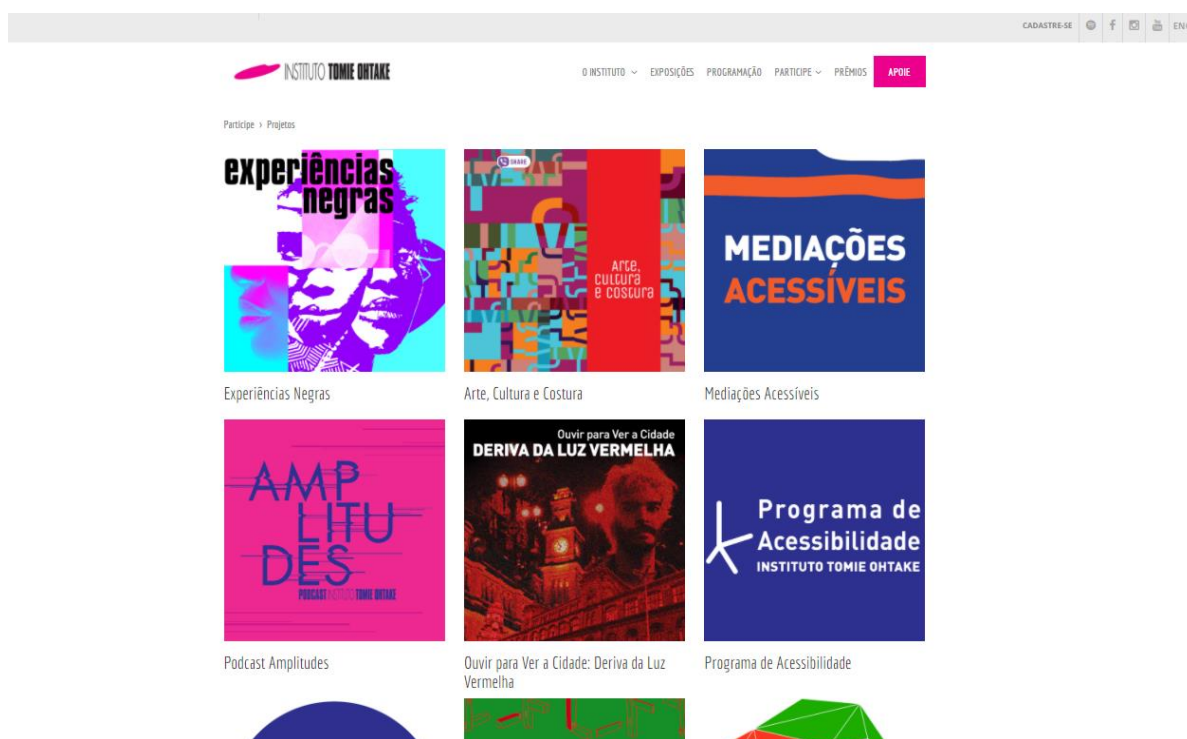 CADASTRE-SE
INSTITUTO TOMIE OHTAKE
O INSTITUTO
EXPOSIÇÕES
PROGRAMAÇÃO
PARTICIPE
PRÊMIOS
APOIE
Participe › Projetos
experiências
negras
SHARE
Arte,
cultura
e costura
MEDIAÇÕES
ACESSÍVEIS
Experiências Negras
Arte, Cultura e Costura
Mediações Acessíveis
AMP
LITU
DES
PODCAST INSTITUTO TOMIE OHTAKE
Ouvir para Ver a Cidade
DERIVA DA LUZ VERMELHA
Programa de
Acessibilidade
INSTITUTO TOMIE OHTAKE
Podcast Amplitudes
Ouvir para Ver a Cidade: Deriva da Luz
Vermelha
Programa de Acessibilidade